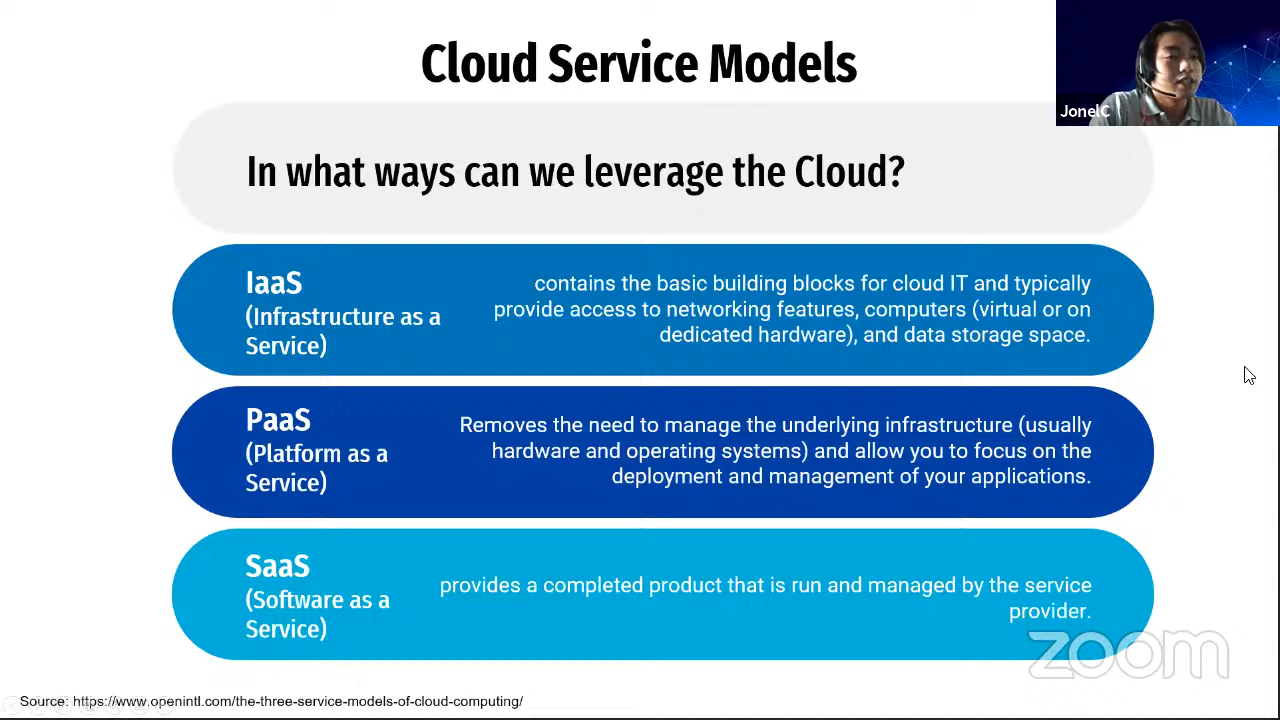 Cloud Service Models
JonelC
In what ways can we leverage the Cloud?
IaaS
(Infrastructure as a
Service)
contains the basic building blocks for cloud IT and typically
provide access to networking features, computers (virtual or on
dedicated hardware), and data storage space.
PaaS
(Platform as a
Service)
Removes the need to manage the underlying infrastructure (usually
hardware and operating systems) and allow you to focus on the
deployment and management of your applications.
SaaS
(Software as a
Service)
provides a completed product that is run and managed by the service
provider.
zoom
Source: https://www.openintl.com/the-three-service-models-of-cloud-computing/